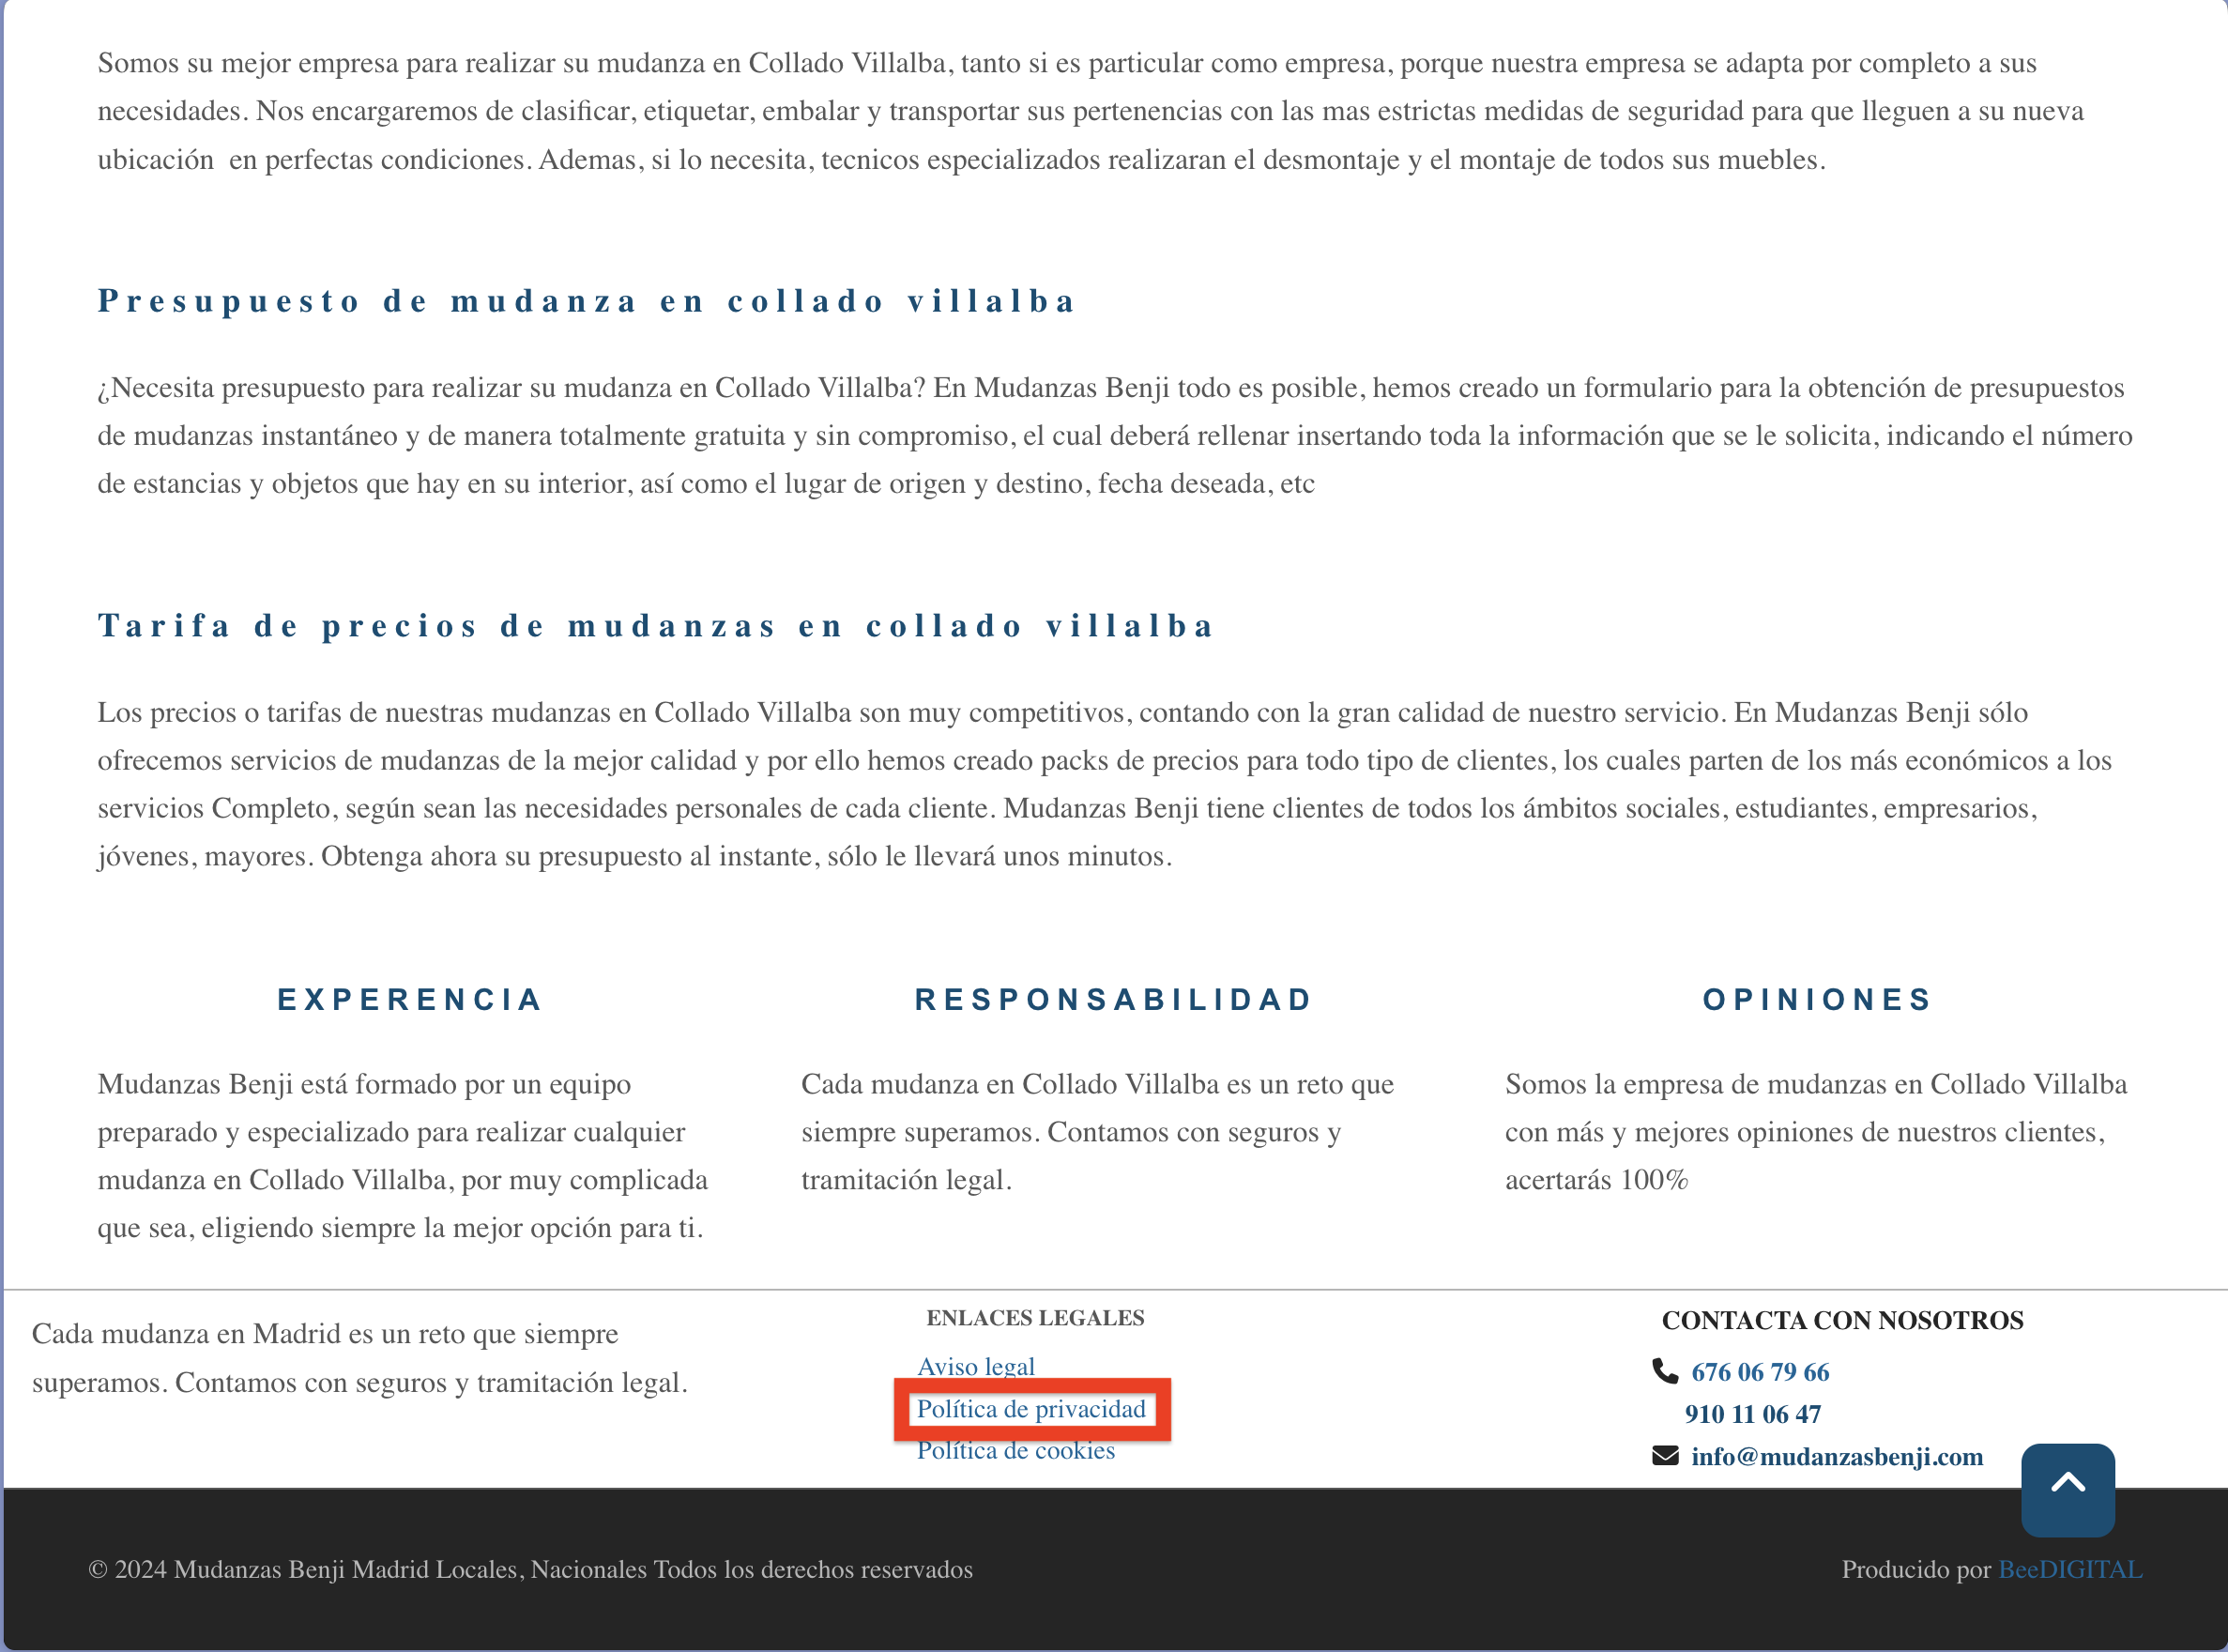 Somos su mejor empresa para realizar su mudanza en Collado Villalba, tanto si es particular como empresa, porque nuestra empresa se adapta por completo a sus
necesidades. Nos encargaremos de clasificar, etiquetar, embalar y transportar sus pertenencias con las mas estrictas medidas de seguridad para que lleguen a su nueva
ubicación  en perfectas condiciones. Ademas, si lo necesita, tecnicos especializados realizaran el desmontaje y el montaje de todos sus muebles.
Presupuesto de mudanza en collado villalba
¿Necesita presupuesto para realizar su mudanza en Collado Villalba? En Mudanzas Benji todo es posible, hemos creado un formulario para la obtención de presupuestos
de mudanzas instantáneo y de manera totalmente gratuita y sin compromiso, el cual deberá rellenar insertando toda la información que se le solicita, indicando el número
de estancias y objetos que hay en su interior, así como el lugar de origen y destino, fecha deseada, etc
Tarifa de precios de mudanzas en collado villalba
Los precios o tarifas de nuestras mudanzas en Collado Villalba son muy competitivos, contando con la gran calidad de nuestro servicio. En Mudanzas Benji sólo
ofrecemos servicios de mudanzas de la mejor calidad y por ello hemos creado packs de precios para todo tipo de clientes, los cuales parten de los más económicos a los
servicios Completo, según sean las necesidades personales de cada cliente. Mudanzas Benji tiene clientes de todos los ámbitos sociales, estudiantes, empresarios,
jóvenes, mayores. Obtenga ahora su presupuesto al instante, sólo le llevará unos minutos.
EXPERENCIA
Mudanzas Benji está formado por un equipo
preparado y especializado para realizar cualquier
mudanza en Collado Villalba, por muy complicada
que sea, eligiendo siempre la mejor opción para ti.
RESPONSABILIDAD
Cada mudanza en Collado Villalba es un reto que
siempre superamos. Contamos con seguros y
tramitación legal.
OPINIONES
Somos la empresa de mudanzas en Collado Villalba
con más y mejores opiniones de nuestros clientes,
acertarás 100%
Cada mudanza en Madrid es un reto que siempre
superamos. Contamos con seguros y tramitación legal.
ENLACES LEGALES
Aviso legal
Política de privacidad
Política de cookies
CONTACTA CON NOSOTROS
676 06 79 66
910 11 06 47
info@mudanzasbenji.com
© 2024 Mudanzas Benji Madrid Locales, Nacionales Todos los derechos reservados
Producido por BeeDIGITAL